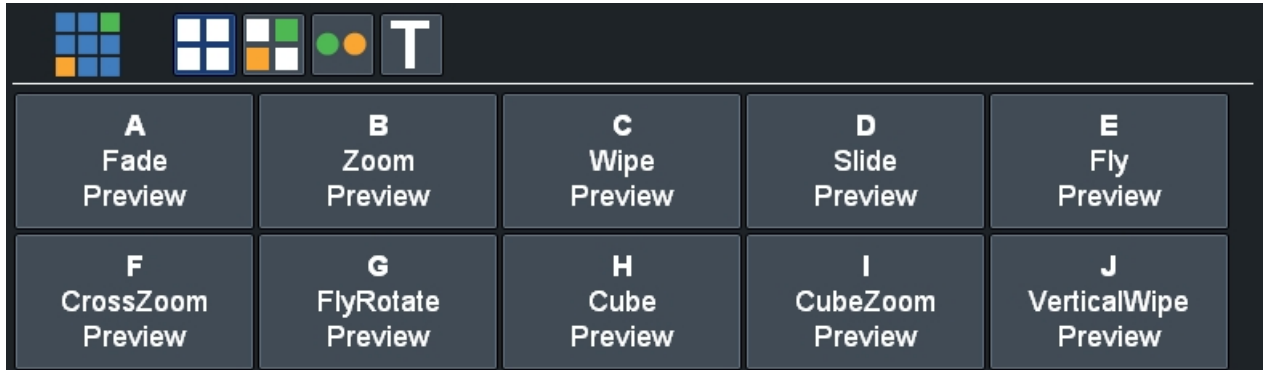 T
A
Fade
Preview
B
Zoom
Preview
C
Wipe
Preview
D
Slide
Preview
E
Fly
Preview
F
CrossZoom
Preview
G
FlyRotate
Preview
H
Cube
Preview
I
CubeZoom
Preview
J
VerticalWipe
Preview